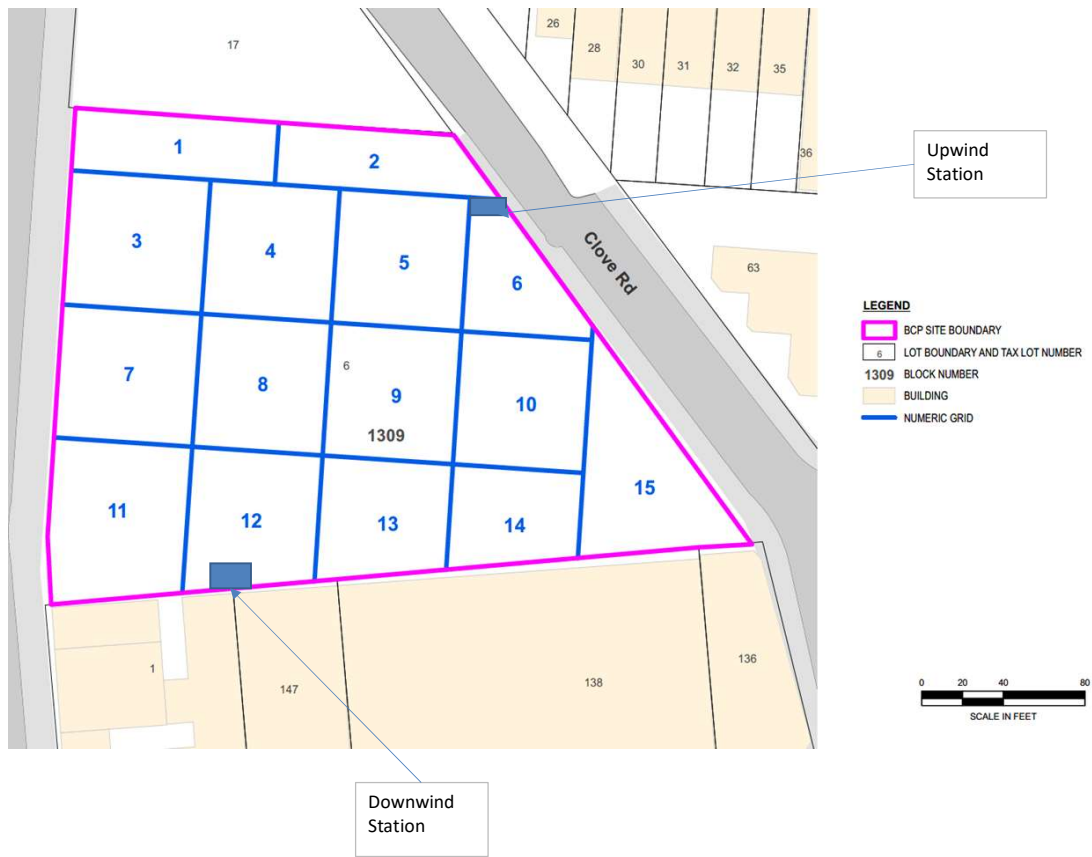 17
26
28
30
31
32
35
36
Upwind
Station
1
2
3
4
5
6
Clove Rd
63
7
8
6
9
10
1309
11
12
13
14
15
1
147
138
136
LEGEND
BCP SITE BOUNDARY
6 LOT BOUNDARY AND TAX LOT NUMBER
1309 BLOCK NUMBER
BUILDING
NUMERIC GRID
0 20 40 80
SCALE IN FEET
Downwind
Station